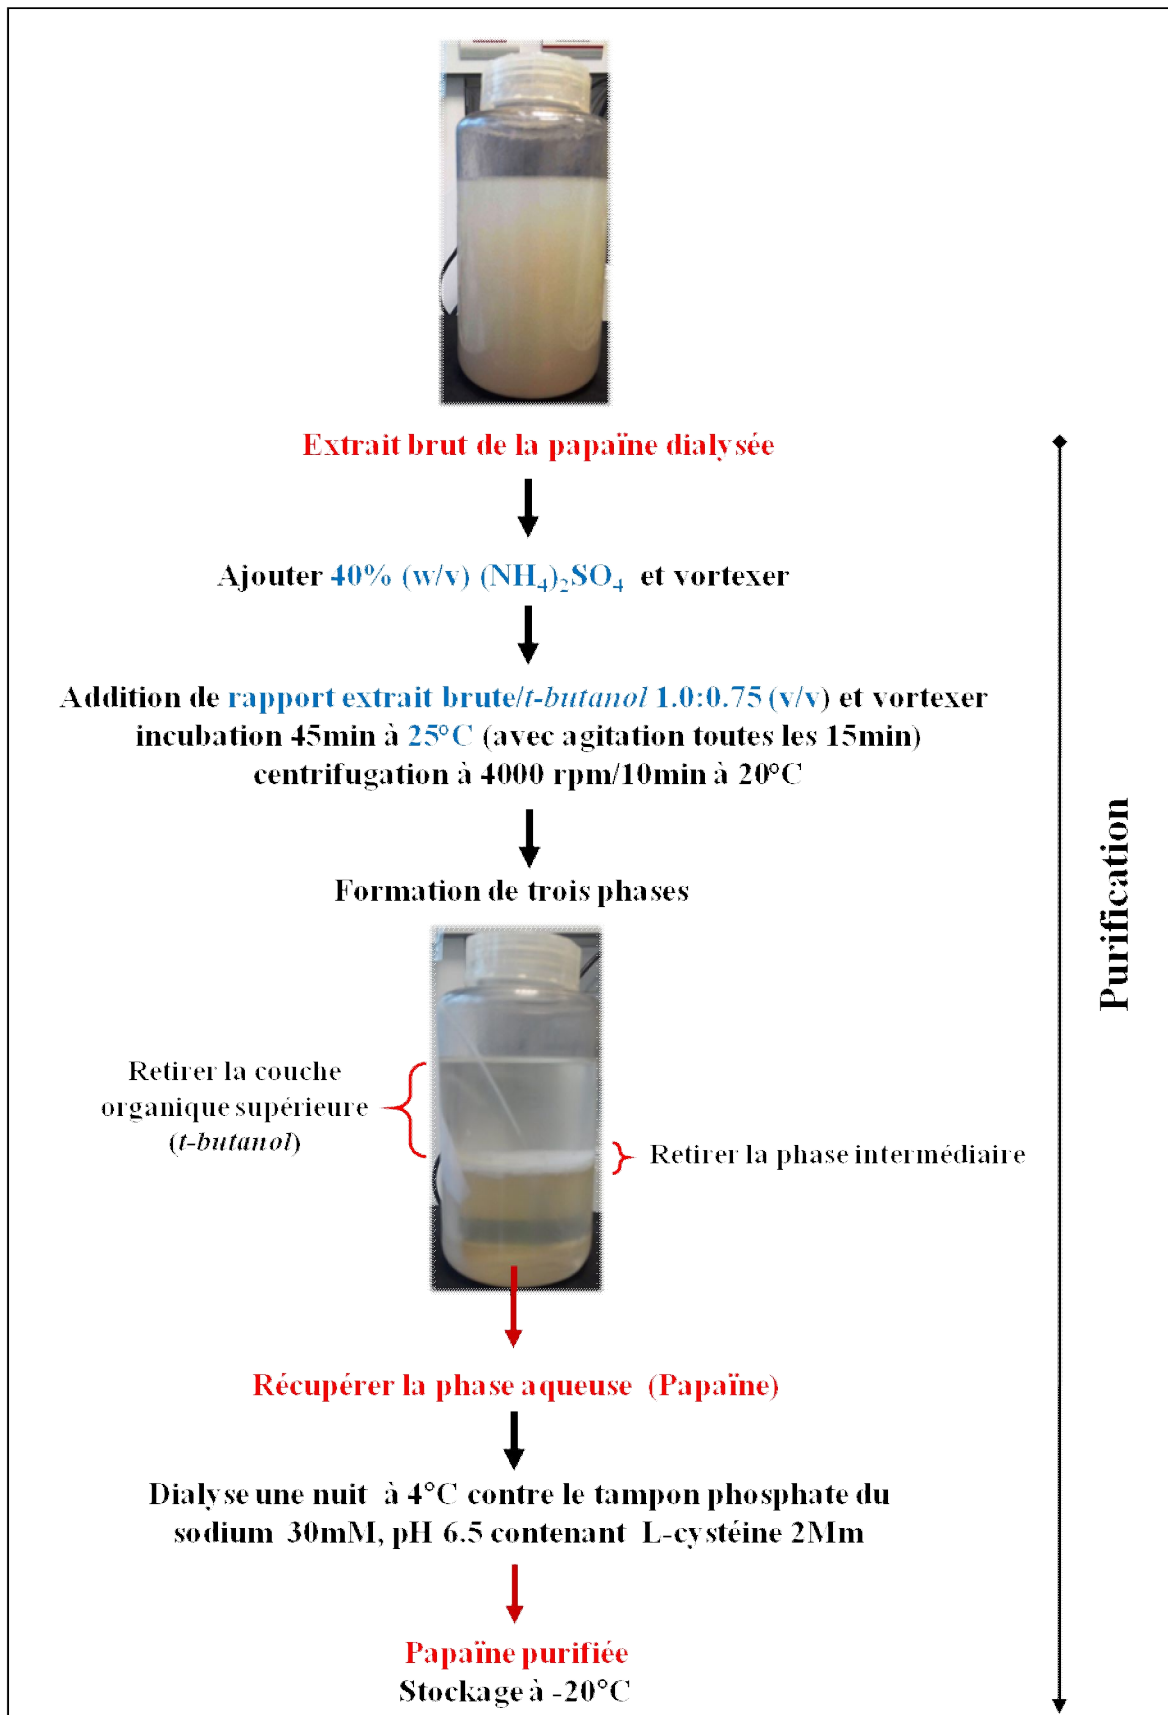 Extrait brut de la papaïne dialysée
Ajouter 40% (w/v) (NH₄)₂SO₄ et vortexer
Addition de rapport extrait brute/t-butanol 1.0:0.75 (v/v) et vortexer
incubation 45min à 25°C (avec agitation toutes les 15min)
centrifugation à 4000 rpm/10min à 20°C
Formation de trois phases
Retirer la couche
organique supérieure
(t-butanol)
Retirer la phase intermédiaire
Récupérer la phase aqueuse (Papaïne)
Dialyse une nuit à 4°C contre le tampon phosphate du
sodium 30mM, pH 6.5 contenant L-cystéine 2Mm
Papaïne purifiée
Stockage à -20°C
Purification